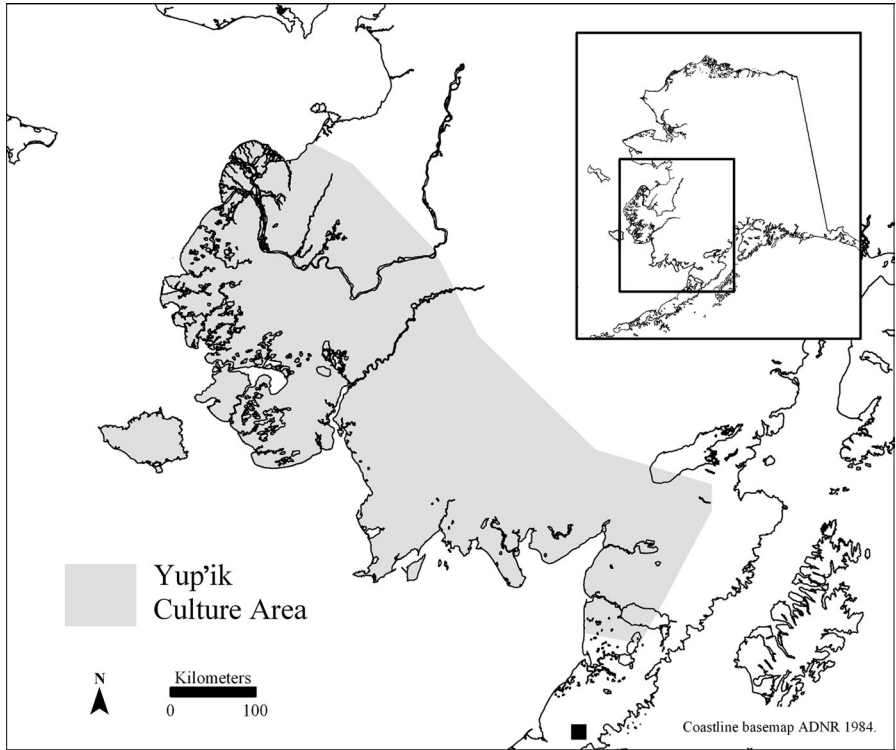 Yup'ik
Culture Area
N
Kilometers
0 100
Coastline basemap ADNR 1984.